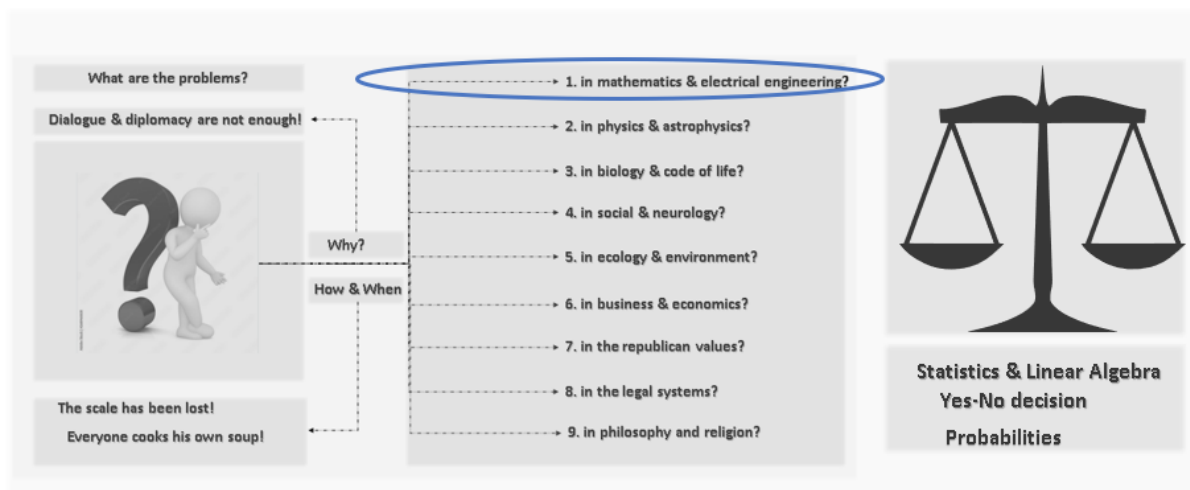 What are the problems?
Dialogue & diplomacy are not enough!
Why?
How & When
The scale has been lost!
Everyone cooks his own soup!
1. in mathematics & electrical engineering?
2. in physics & astrophysics?
3. in biology & code of life?
4. in social & neurology?
5. in ecology & environment?
6. in business & economics?
7. in the republican values?
8. in the legal systems?
9. in philosophy and religion?
Statistics & Linear Algebra
Yes-No decision
Probabilities